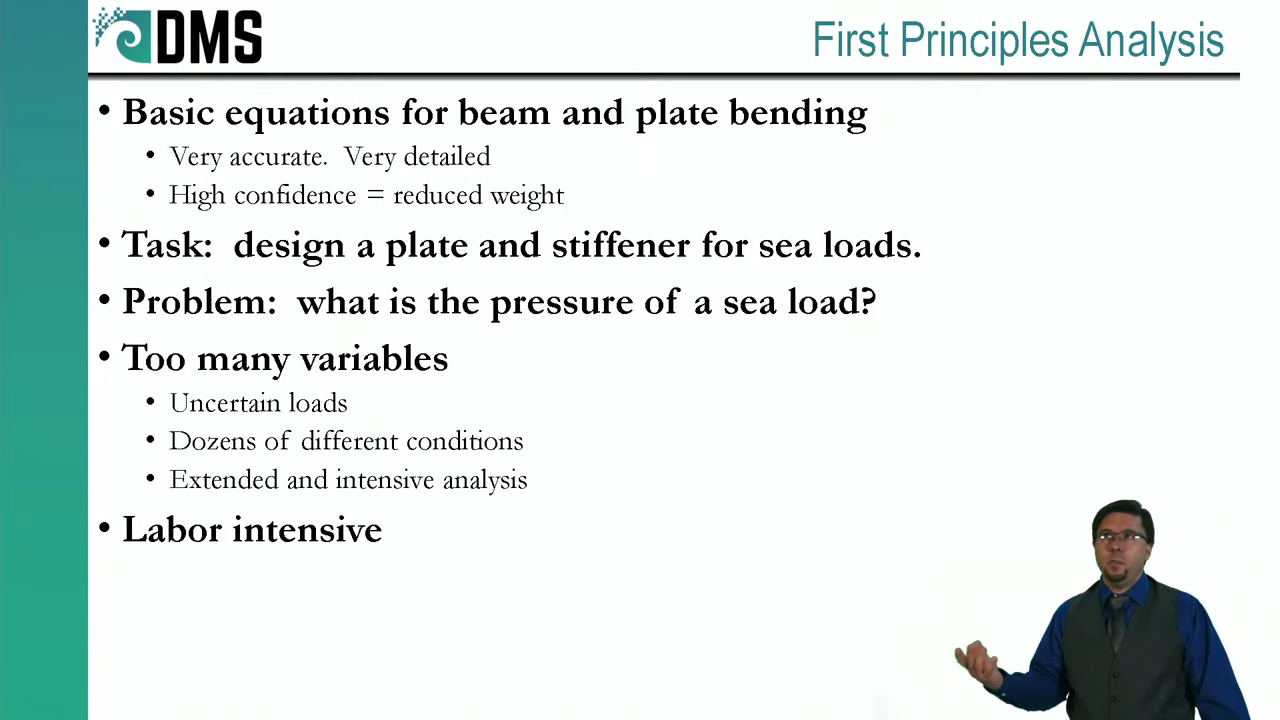 DMS
First Principles Analysis
• Basic equations for beam and plate bending
• Very accurate. Very detailed
• High confidence = reduced weight
• Task: design a plate and stiffener for sea loads.
• Problem: what is the pressure of a sea load?
• Too many variables
• Uncertain loads
• Dozens of different conditions
• Extended and intensive analysis
• Labor intensive